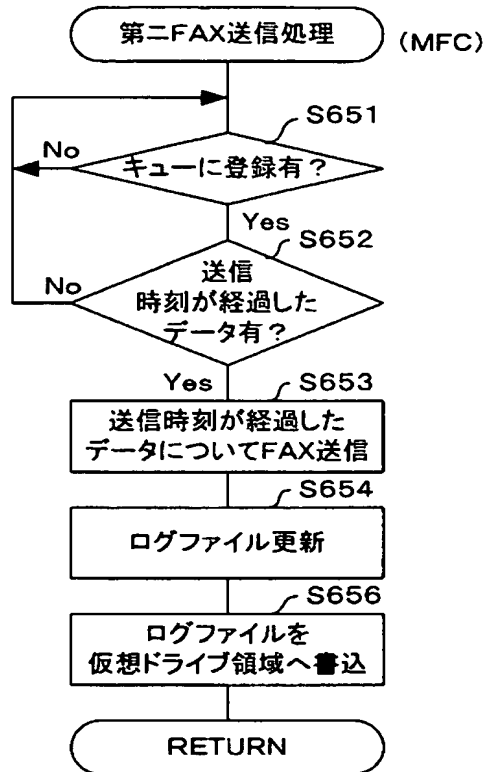 第二FAX送信処理
(MFC)
S651
No
キューに登録有?
Yes
S652
No
送信
時刻が経過した
データ有?
Yes
S653
送信時刻が経過した
データについてFAX送信
S654
ログファイル更新
S656
ログファイルを
仮想ドライブ領域へ書込
RETURN